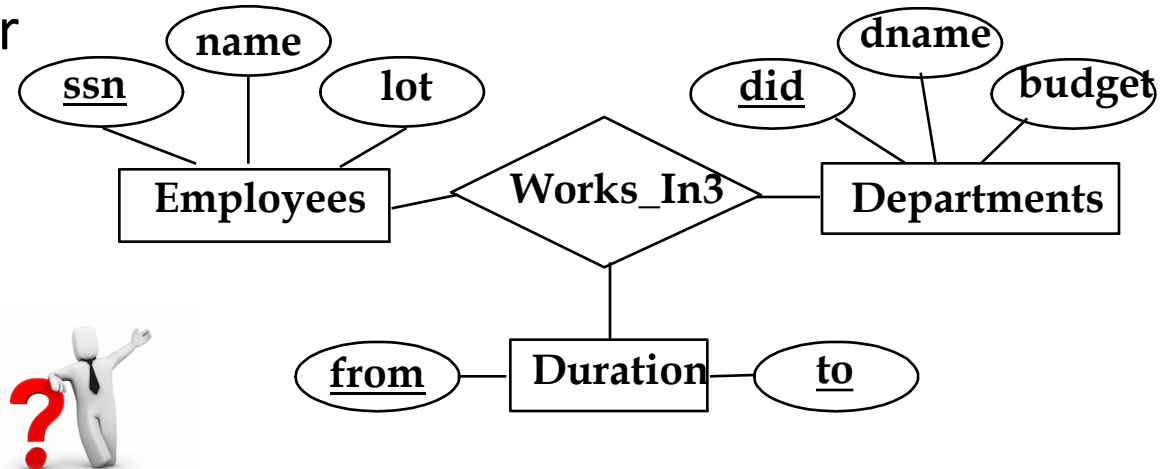 r
name
dname
ssn
lot
did
budget
Employees
Works_In3
Departments
from
Duration
to
?